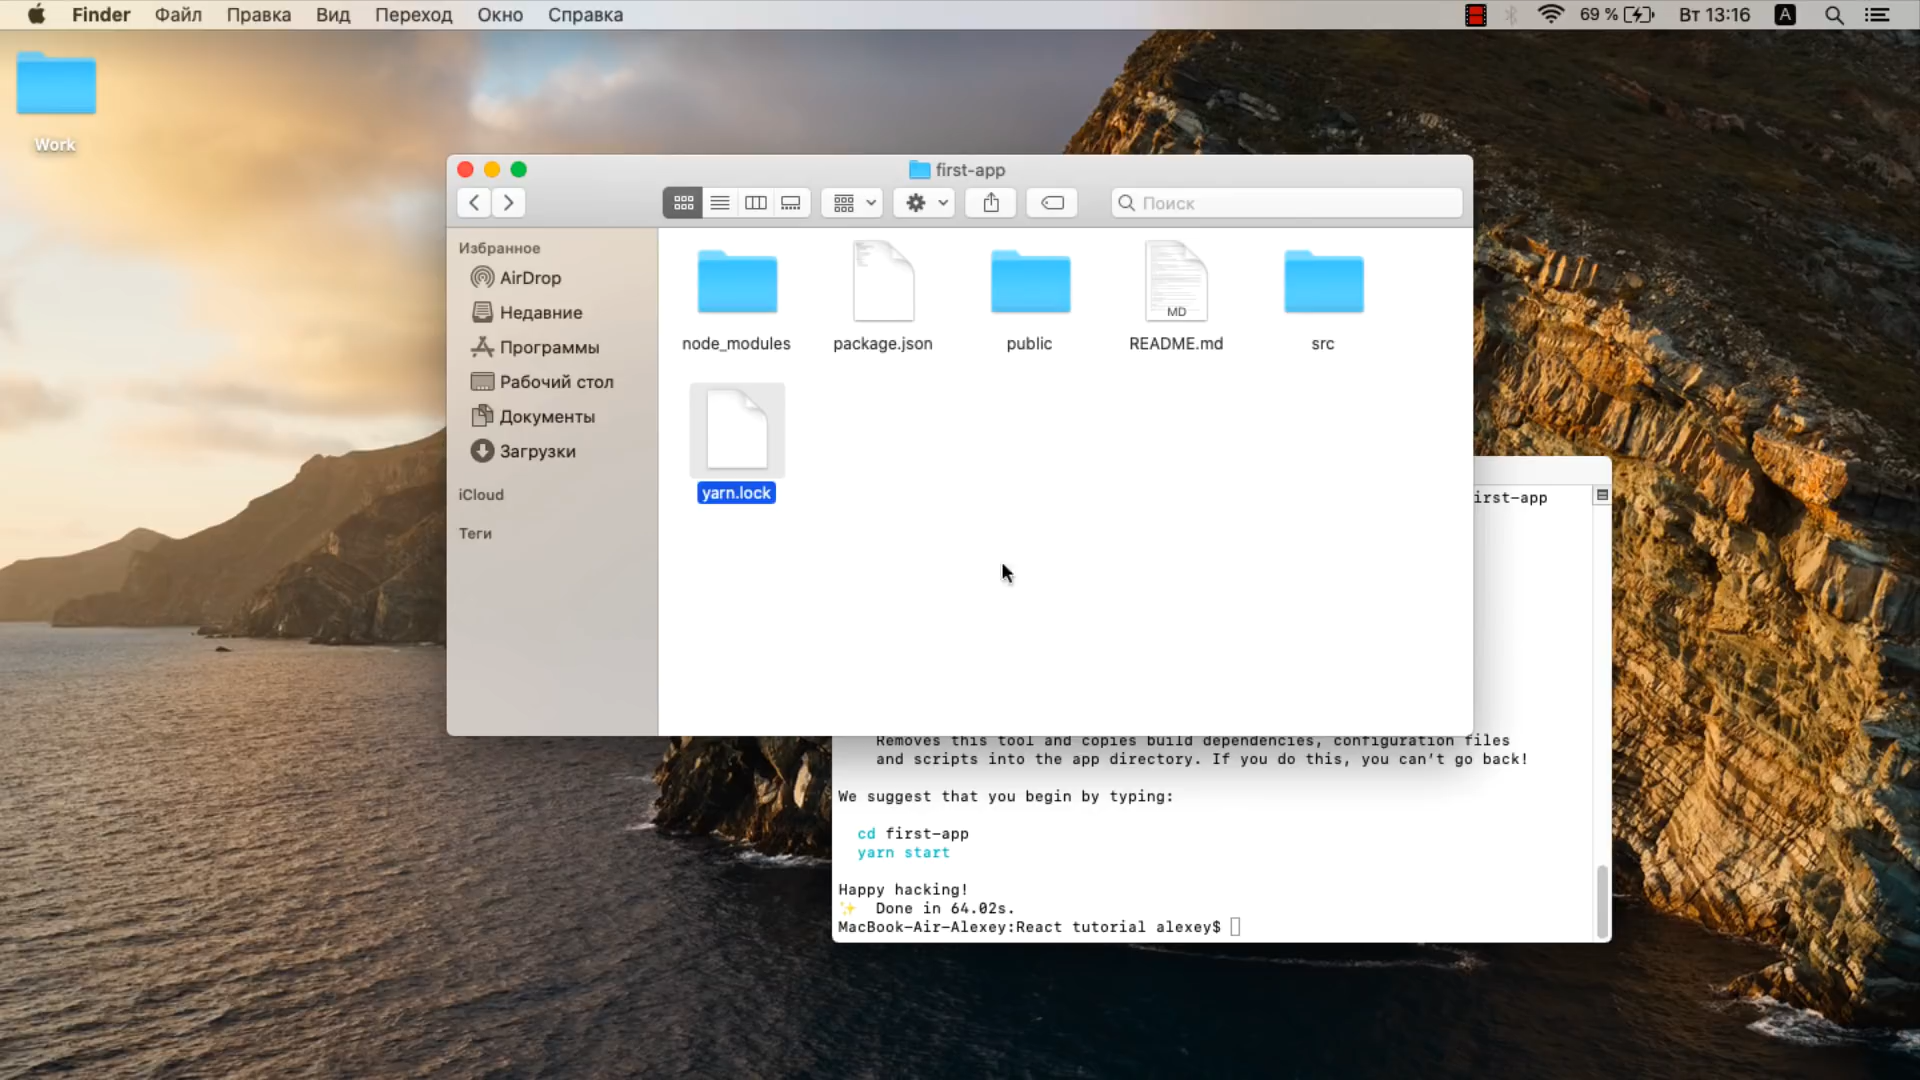 Finder Файл Правка Вид Переход Окно Справка 69 % Вт 13:16 A
Work
first-app
Поиск
Избранное
AirDrop
Недавние
Программы
Рабочий стол
Документы
Загрузки
iCloud
Теги
node_modules package.json public MD README.md src
yarn.lock
irst-app
Removes this tool and copies build dependencies, configuration files
and scripts into the app directory. If you do this, you can't go back!
We suggest that you begin by typing:
cd first-app
yarn start
Happy hacking!
✨ Done in 64.02s.
MacBook-Air-Alexey:React tutorial alexey$